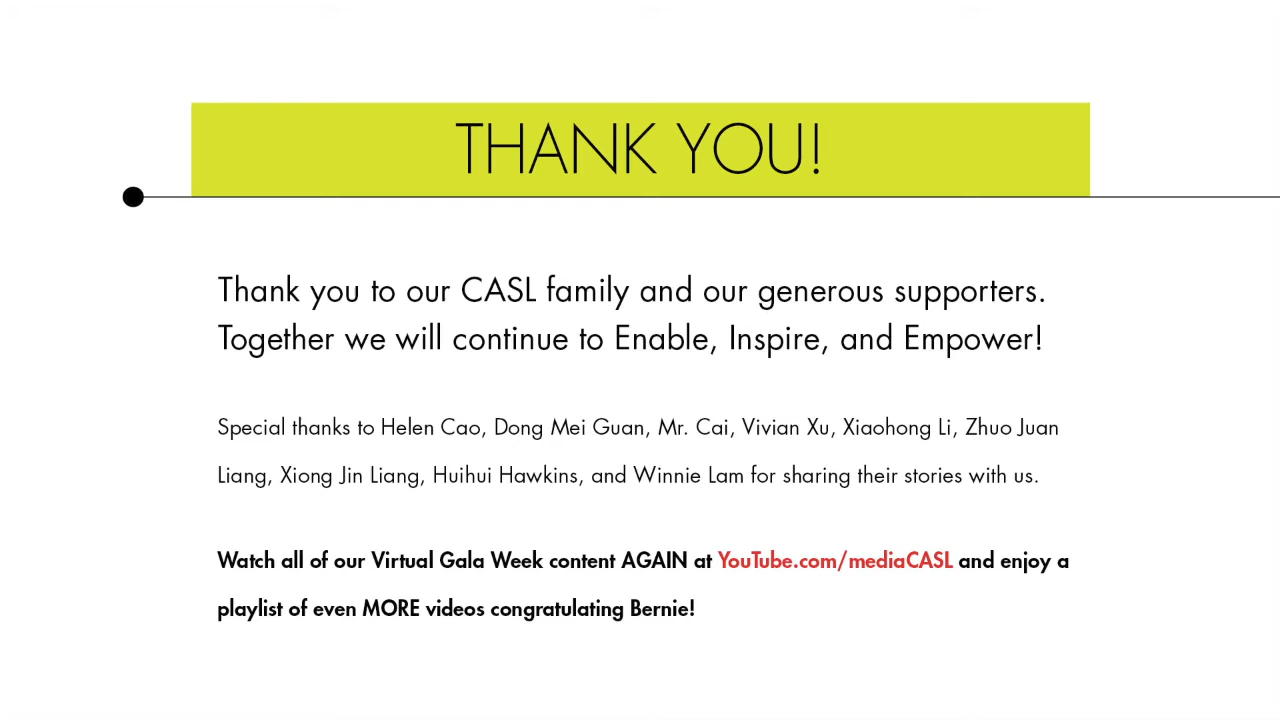 THANK YOU!
Thank you to our CASL family and our generous supporters.
Together we will continue to Enable, Inspire, and Empower!
Special thanks to Helen Cao, Dong Mei Guan, Mr. Cai, Vivian Xu, Xiaohong Li, Zhuo Juan
Liang, Xiong Jin Liang, Huihui Hawkins, and Winnie Lam for sharing their stories with us.
Watch all of our Virtual Gala Week content AGAIN at YouTube.com/mediaCASL and enjoy a
playlist of even MORE videos congratulating Bernie!